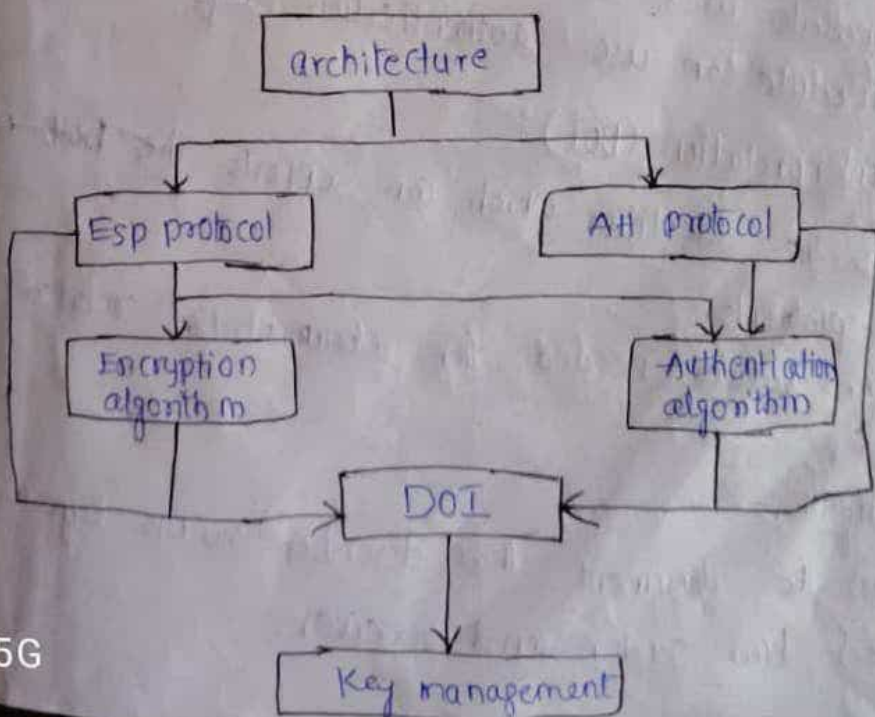 architecture
Esp protocol
AH protocol
Encryption
algorithm
Authentication
algorithm
DOI
Key management
5G